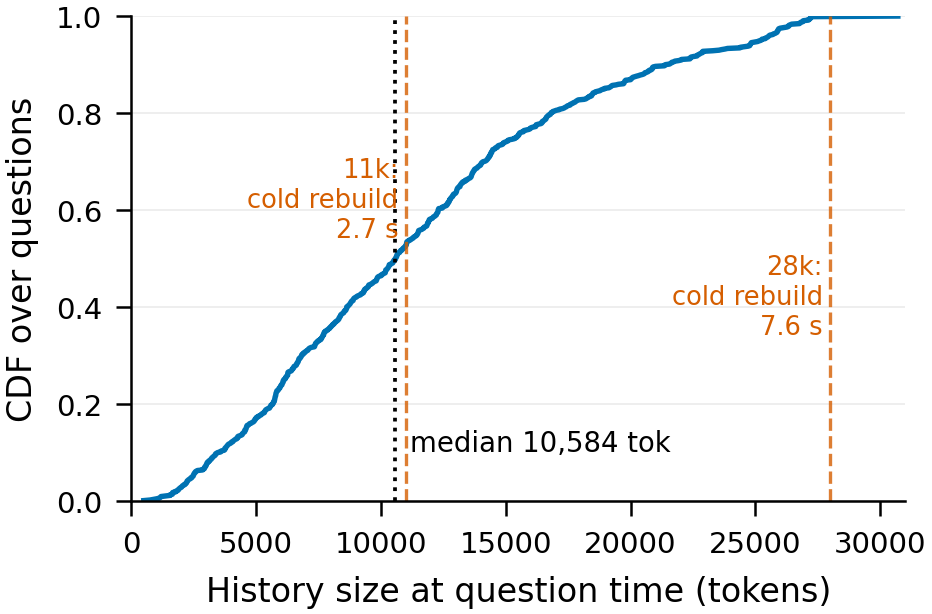 1.0
0.8
0.6
0.4
0.2
0.0
CDF over questions
11k:
cold rebuild
2.7 s
28k:
cold rebuild
7.6 s
median 10,584 tok
0 5000 10000 15000 20000 25000 30000
History size at question time (tokens)